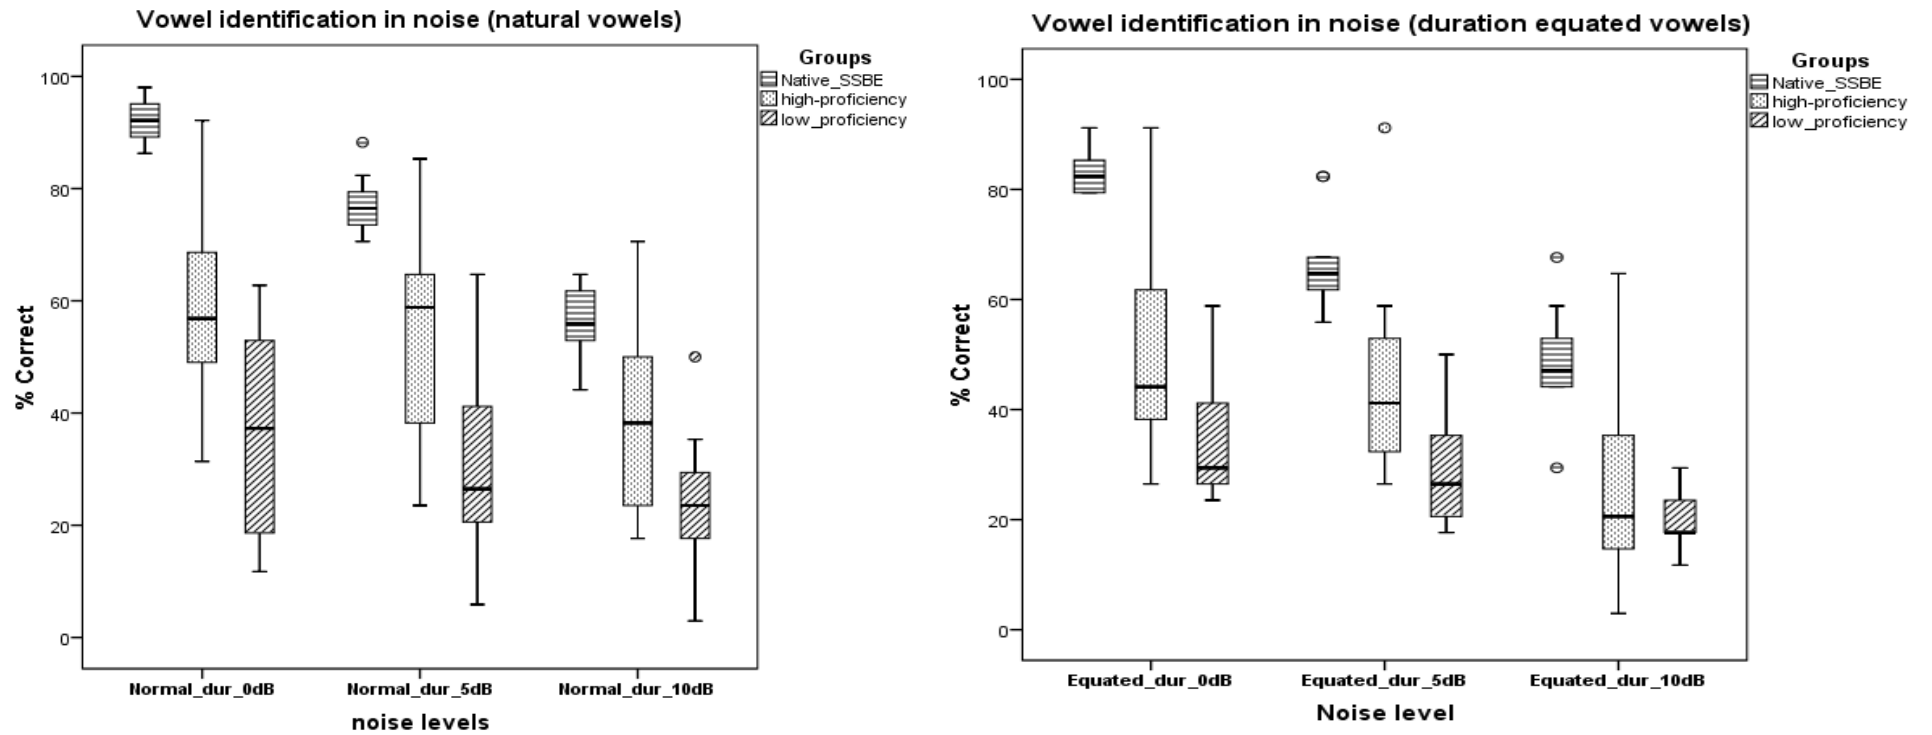 Vowel identification in noise (natural vowels)
Groups
Native_SSBE
high-proficiency
low_proficiency
% Correct
100
80
60
40
20
0
Normal_dur_0dB
Normal_dur_5dB
Normal_dur_10dB
noise levels
Vowel identification in noise (duration equated vowels)
Groups
Native_SSBE
high-proficiency
low_proficiency
% Correct
100
80
60
40
20
0
Equated_dur_0dB
Equated_dur_5dB
Equated_dur_10dB
Noise level